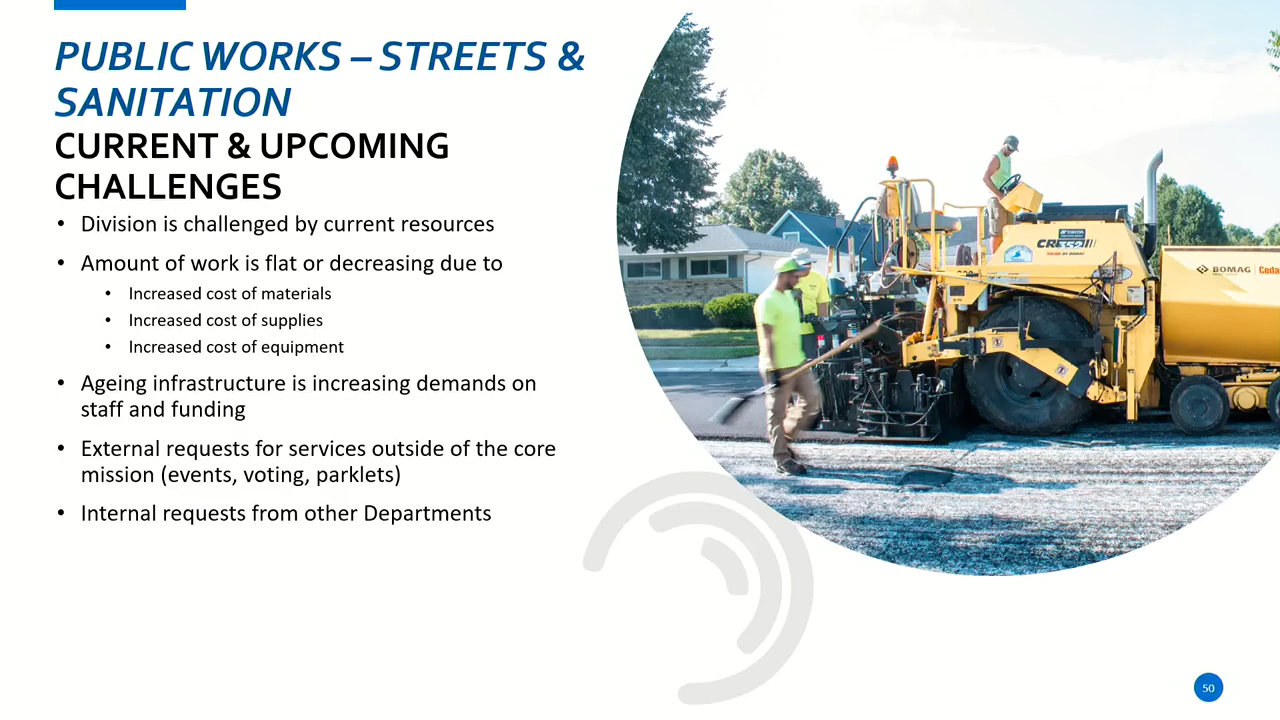 PUBLIC WORKS – STREETS &
SANITATION
CURRENT & UPCOMING
CHALLENGES
• Division is challenged by current resources
• Amount of work is flat or decreasing due to
• Increased cost of materials
• Increased cost of supplies
• Increased cost of equipment
• Ageing infrastructure is increasing demands on
staff and funding
• External requests for services outside of the core
mission (events, voting, parklets)
• Internal requests from other Departments
CR352
BOMAG
Ceda
50